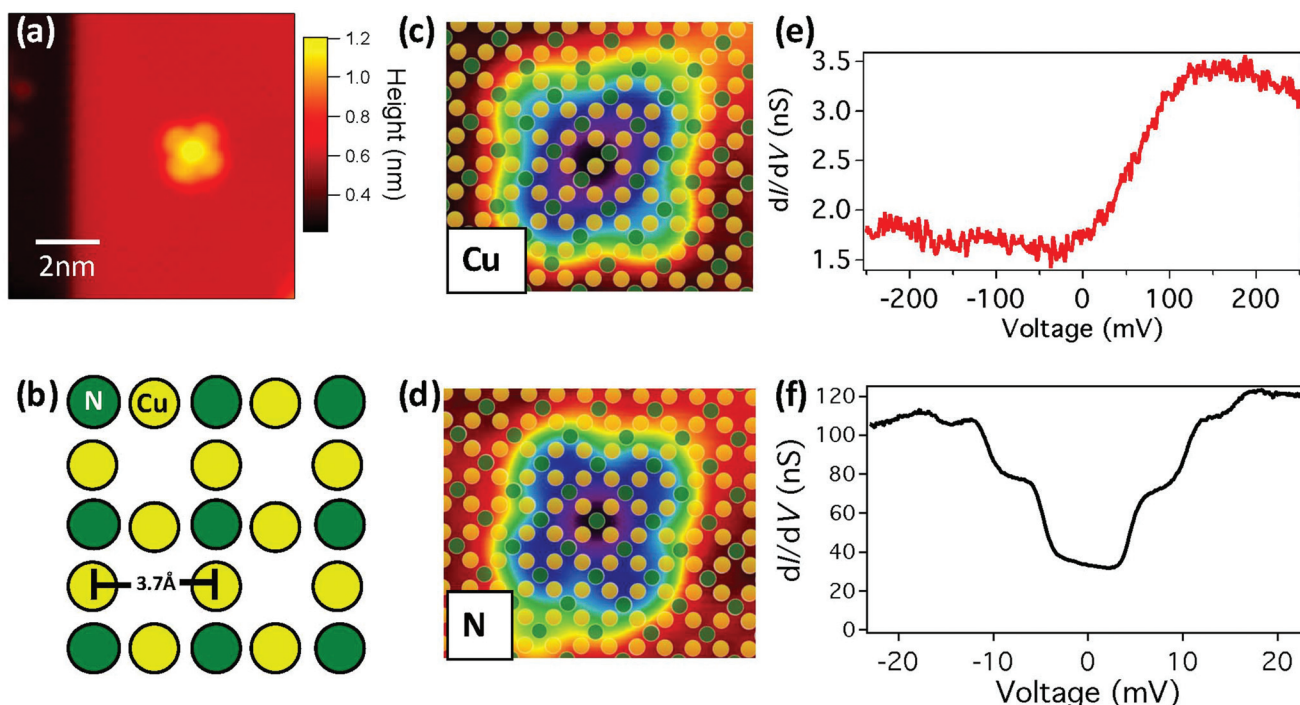 (a)
1.2
1.0
0.8
0.6
0.4
Height (nm)
2nm
(b)
N Cu
3.7Å
(c)
Cu
(d)
N
(e)
3.5
3.0
2.5
2.0
1.5
dI/dV (nS)
-200 -100 0 100 200
Voltage (mV)
(f)
120
100
80
60
40
20
0
dI/dV (nS)
-20 -10 0 10 20
Voltage (mV)